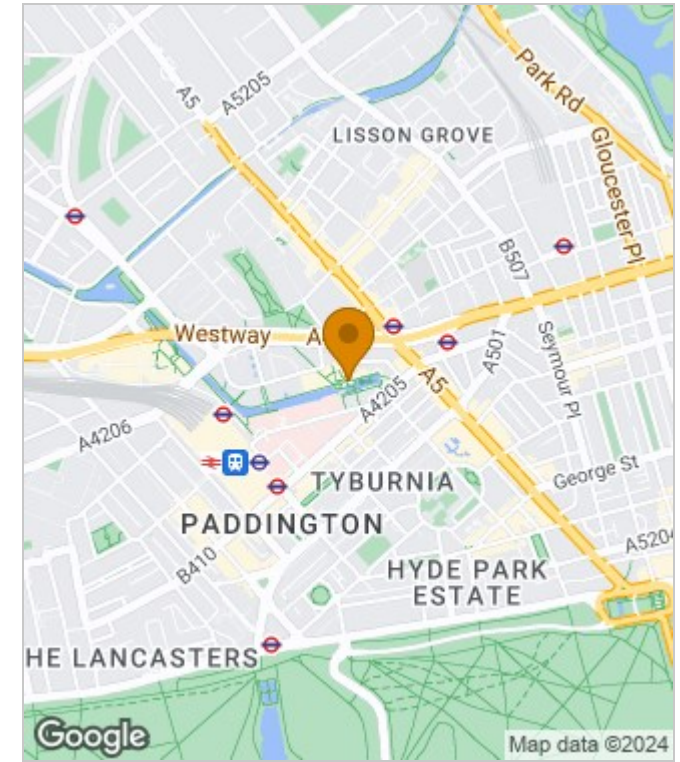 A5
A5205
Park Rd
LISSON GROVE
Gloucester Pl
B507
Westway
A
A501
Seymour Pl
A5
A4205
A4206
TYBURNIA
George St
PADDINGTON
A5204
B410
HYDE PARK
ESTATE
HE LANCASTERS
Google
Map data ©2024